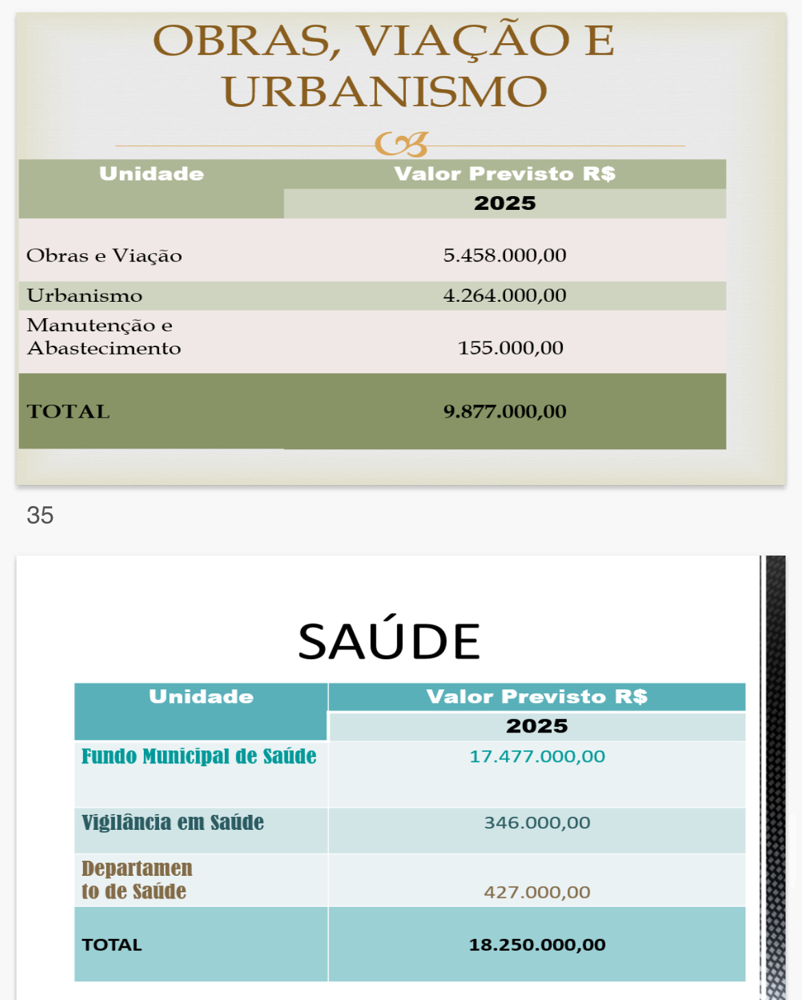 OBRAS, VIAÇÃO E
URBANISMO
Unidade Valor Previsto R$
2025
Obras e Viação 5.458.000,00
Urbanismo 4.264.000,00
Manutenção e
Abastecimento 155.000,00
TOTAL 9.877.000,00
35
SAÚDE
Unidade Valor Previsto R$
2025
Fundo Municipal de Saúde 17.477.000,00
Vigilância em Saúde 346.000,00
Departamen
to de Saúde 427.000,00
TOTAL 18.250.000,00